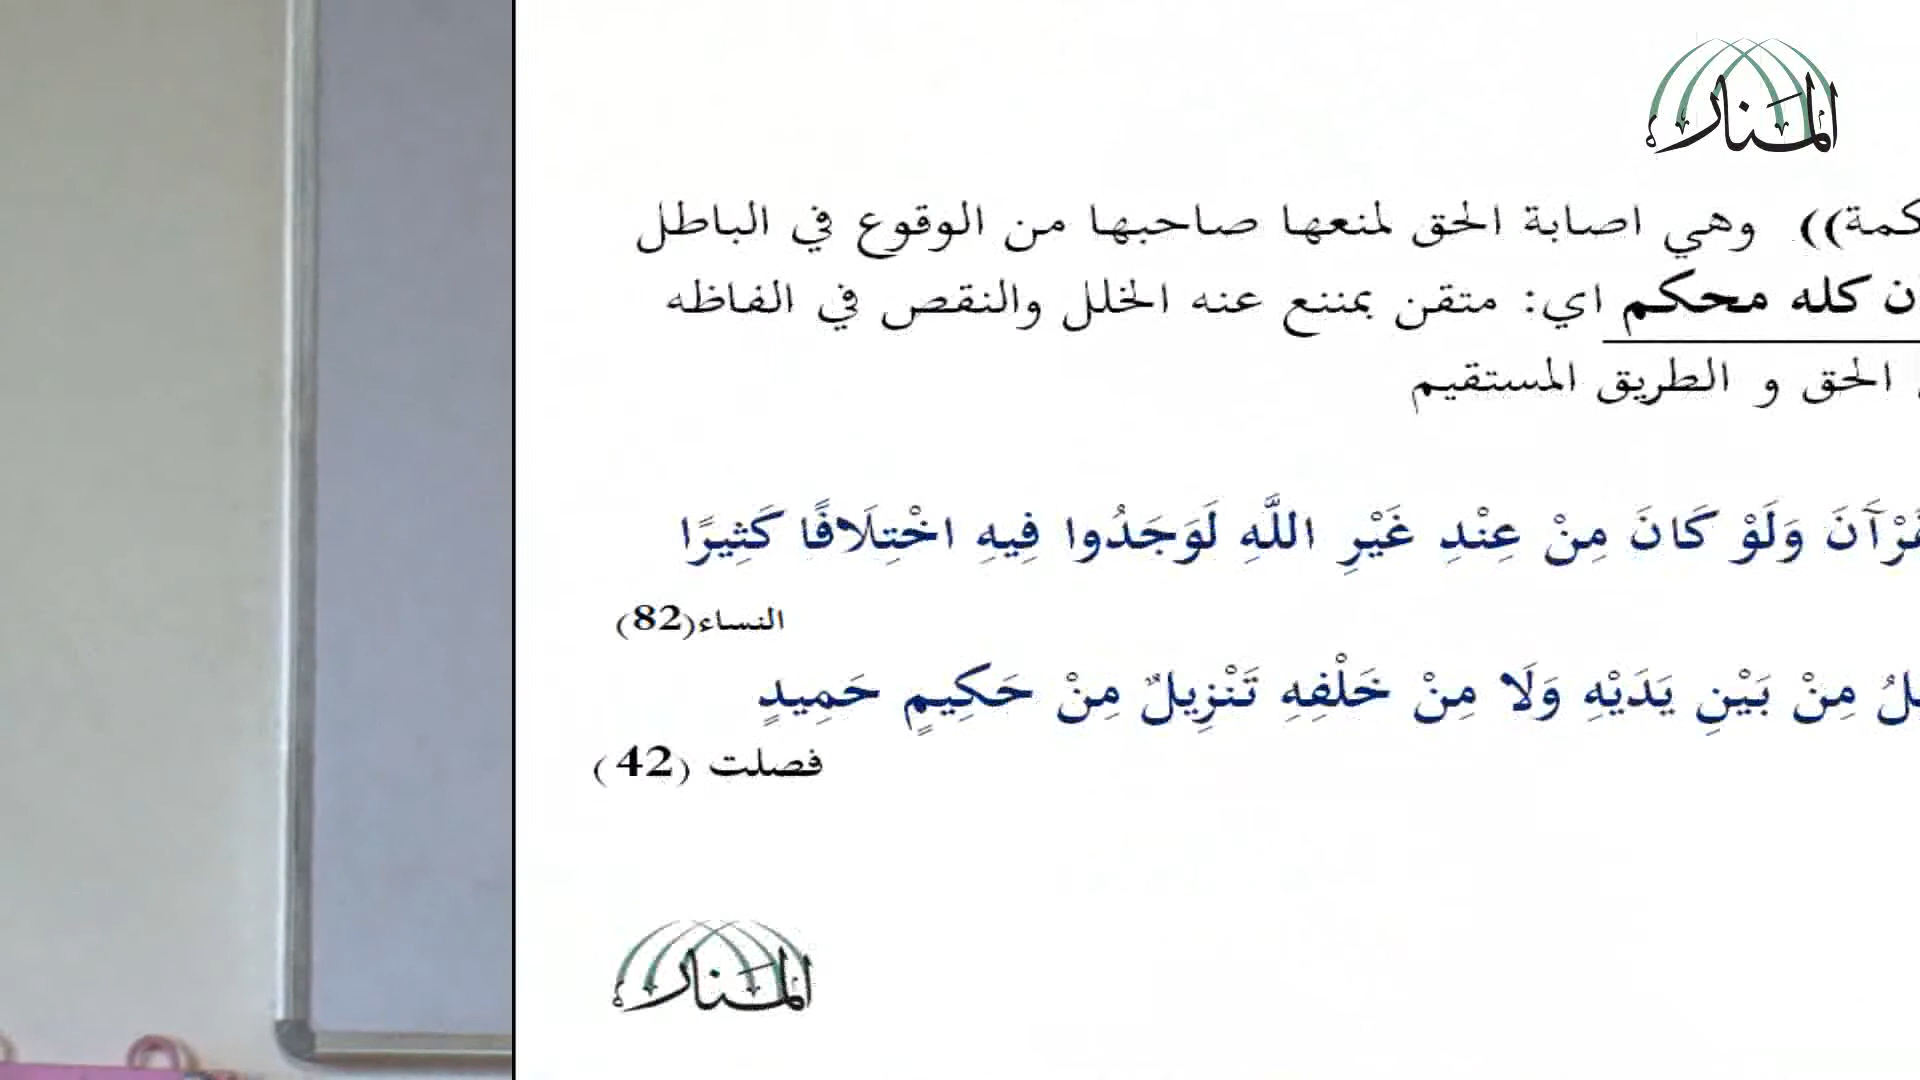 المنار
كمة)) وهي اصابة الحق لمنعها صاحبها من الوقوع في الباطل
ن كله محكم اي: متقن بمننع عنه الخلل والنقص في الفاظه
الحق و الطريق المستقيم
قُرْآنَ وَلَوْ كَانَ مِنْ عِنْدِ غَيْرِ اللَّهِ لَوَجَدُوا فِيهِ اخْتِلَافًا كَثِيرًا
النساء(82)
لُ مِنْ بَيْنِ يَدَيْهِ وَلَا مِنْ خَلْفِهِ تَنْزِيلٌ مِنْ حَكِيمٍ حَمِيدٍ
فصلت (42)
المنار